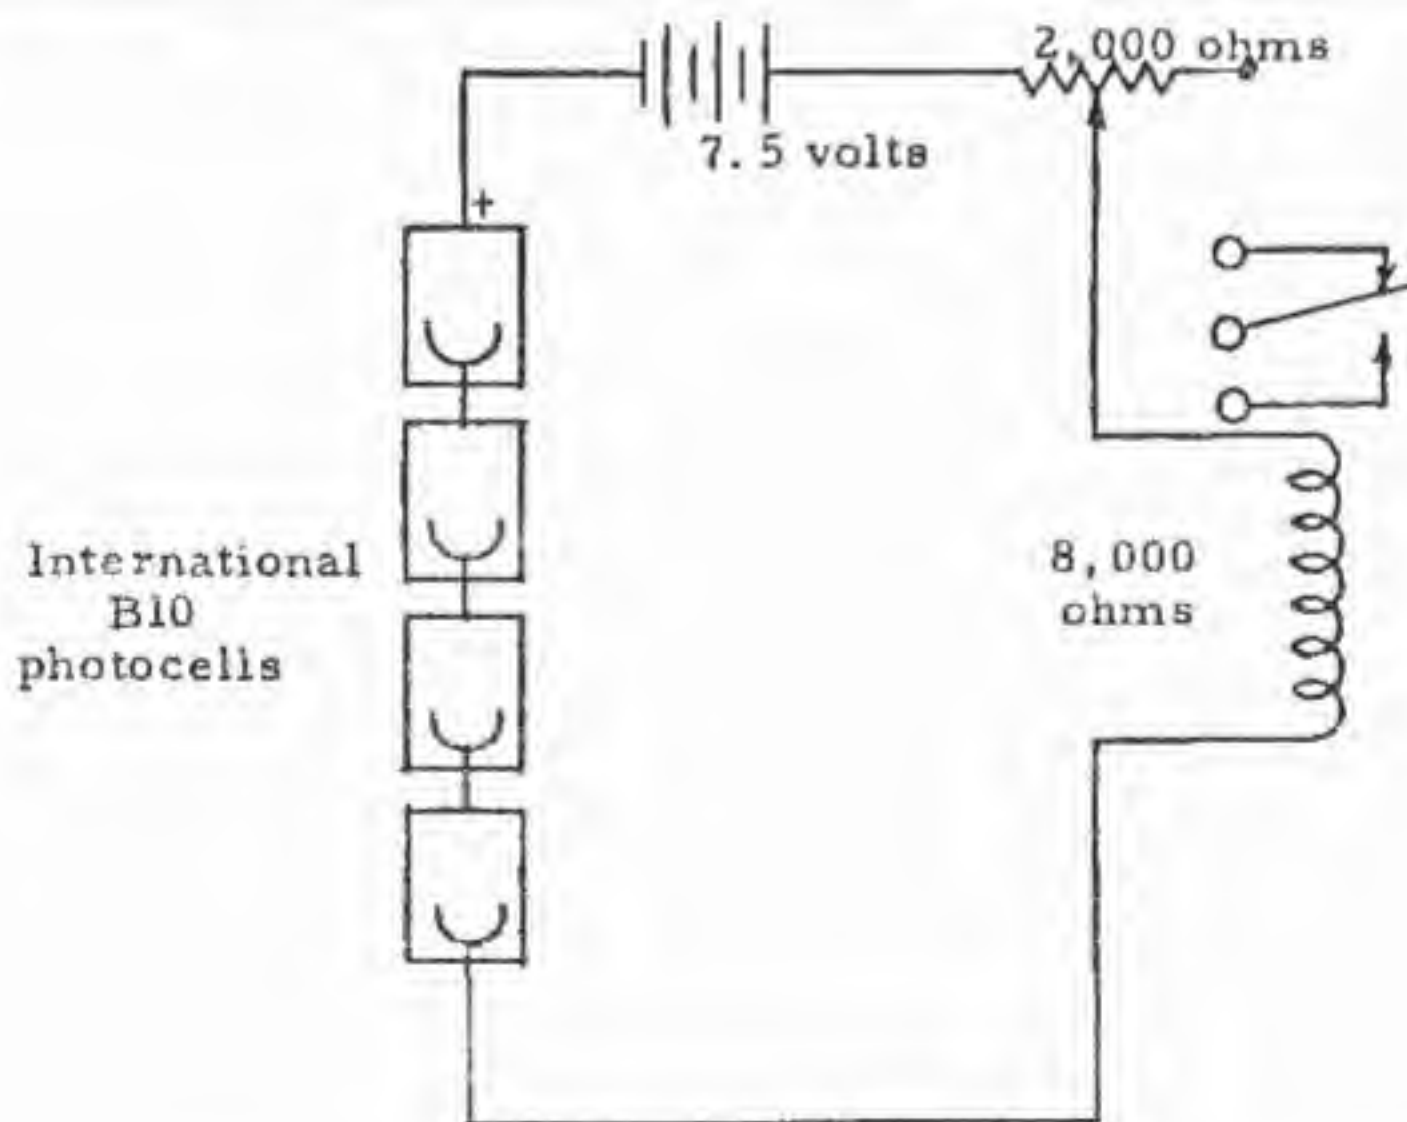 2,000 ohms
7.5 volts
+
International
B10
photocells
8,000
ohms